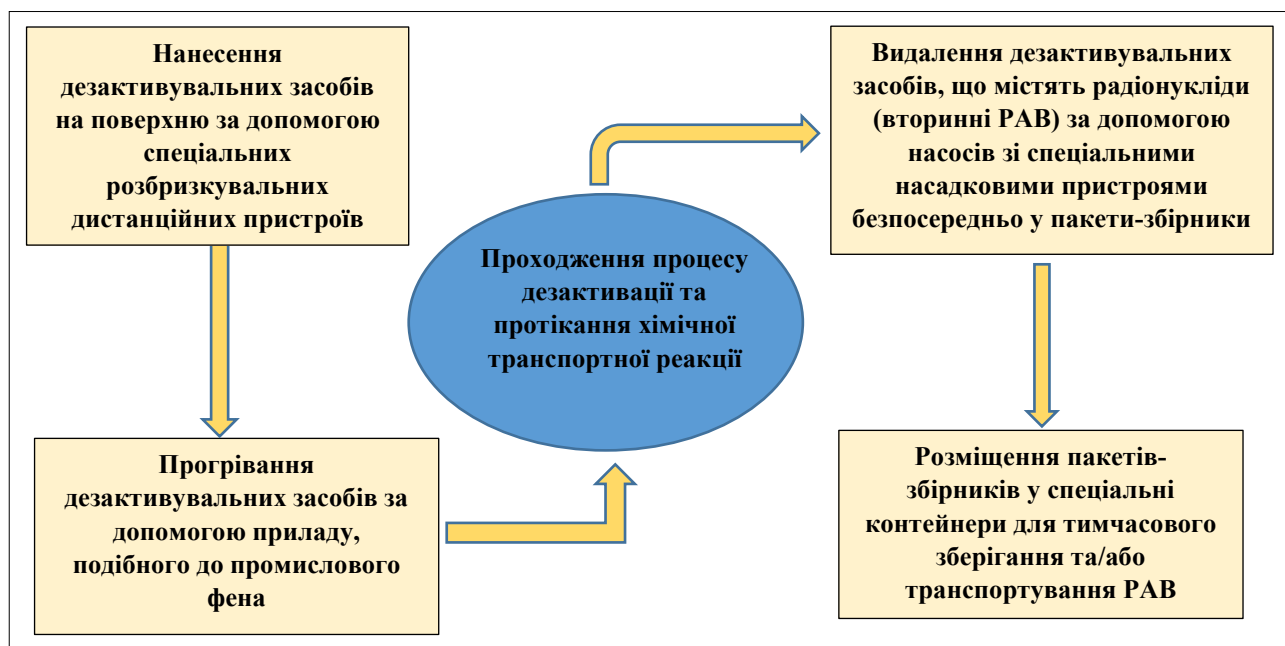 Нанесення
дезактивувальних засобів
на поверхню за допомогою
спеціальних
розбризкувальних
дистанційних пристроїв
Прогрівання
дезактивувальних засобів за
допомогою приладу,
подібного до промислового
фена
Проходження процесу
дезактивації та
протікання хімічної
транспортної реакції
Видалення дезактивувальних
засобів, що містять радіонукліди
(вторинні РАВ) за допомогою
насосів зі спеціальними
насадковими пристроями
безпосередньо у пакети-збірники
Розміщення пакетів-
збірників у спеціальні
контейнери для тимчасового
зберігання та/або
транспортування РАВ